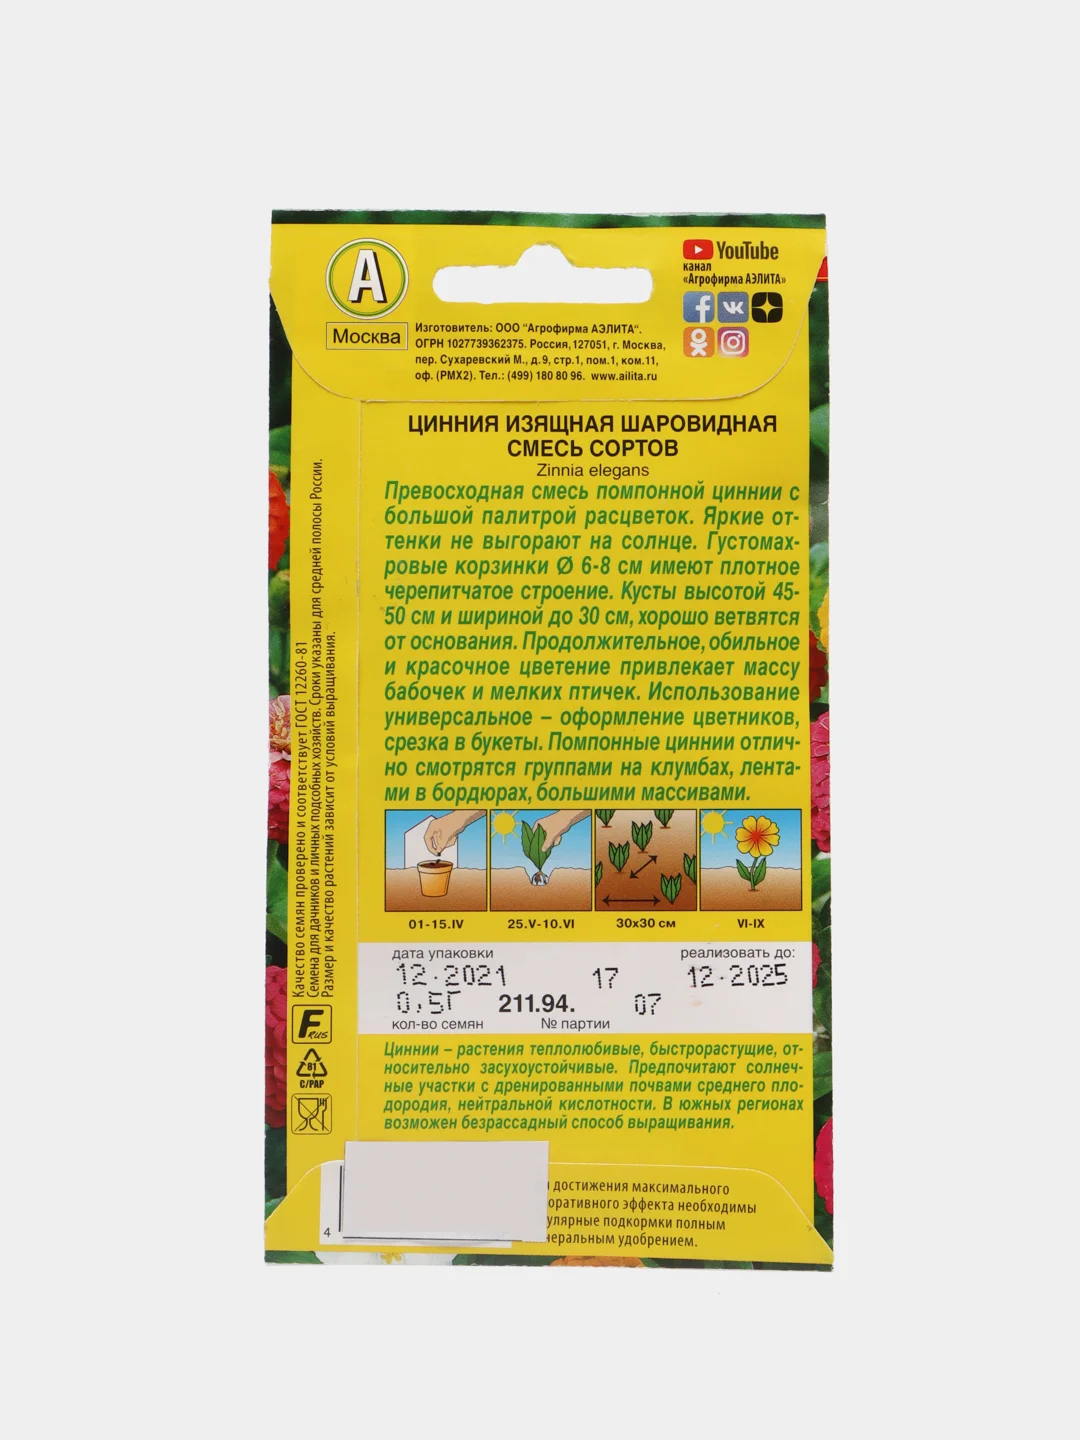 А
Москва
Изготовитель: ООО "Агрофирма АЭЛИТА".
ОГРН 1027739362375. Россия, 127051, г. Москва,
пер. Сухаревский М., д.9, стр.1, пом.1, ком.11,
оф. (РМХ2). Тел.: (499) 180 80 96. www.ailita.ru
YouTube
канал
«Агрофирма АЭЛИТА»
ЦИННИЯ ИЗЯЩНАЯ ШАРОВИДНАЯ
СМЕСЬ СОРТОВ
Zinnia elegans
Превосходная смесь помпонной циннии с
большой палитрой расцветок. Яркие от-
тенки не выгорают на солнце. Густомах-
ровые корзинки Ø 6-8 см имеют плотное
черепитчатое строение. Кусты высотой 45-
50 см и шириной до 30 см, хорошо ветвятся
от основания. Продолжительное, обильное
и красочное цветение привлекает массу
бабочек и мелких птичек. Использование
универсальное – оформление цветников,
срезка в букеты. Помпонные циннии отлич-
но смотрятся группами на клумбах, лента-
ми в бордюрах, большими массивами.
01-15.IV
25.V-10.VI
30х30 см
VI-IX
дата упаковки
реализовать до:
12.2021
17
12.2025
0,5Г
211.94.
07
кол-во семян
№ партии
Циннии – растения теплолюбивые, быстрорастущие, от-
носительно засухоустойчивые. Предпочитают солнеч-
ные участки с дренированными почвами среднего пло-
дородия, нейтральной кислотности. В южных регионах
возможен безрассадный способ выращивания.
Качество семян проверено и соответствует ГОСТ 12260-81
Семена для дачников и личных подсобных хозяйств. Сроки указаны для средней полосы России.
Размер и качество растений зависит от условий выращивания.
F RUS
81
C/PAP
4
достижения максимального
эффекта необходимы
подкормки полным
удобрением.